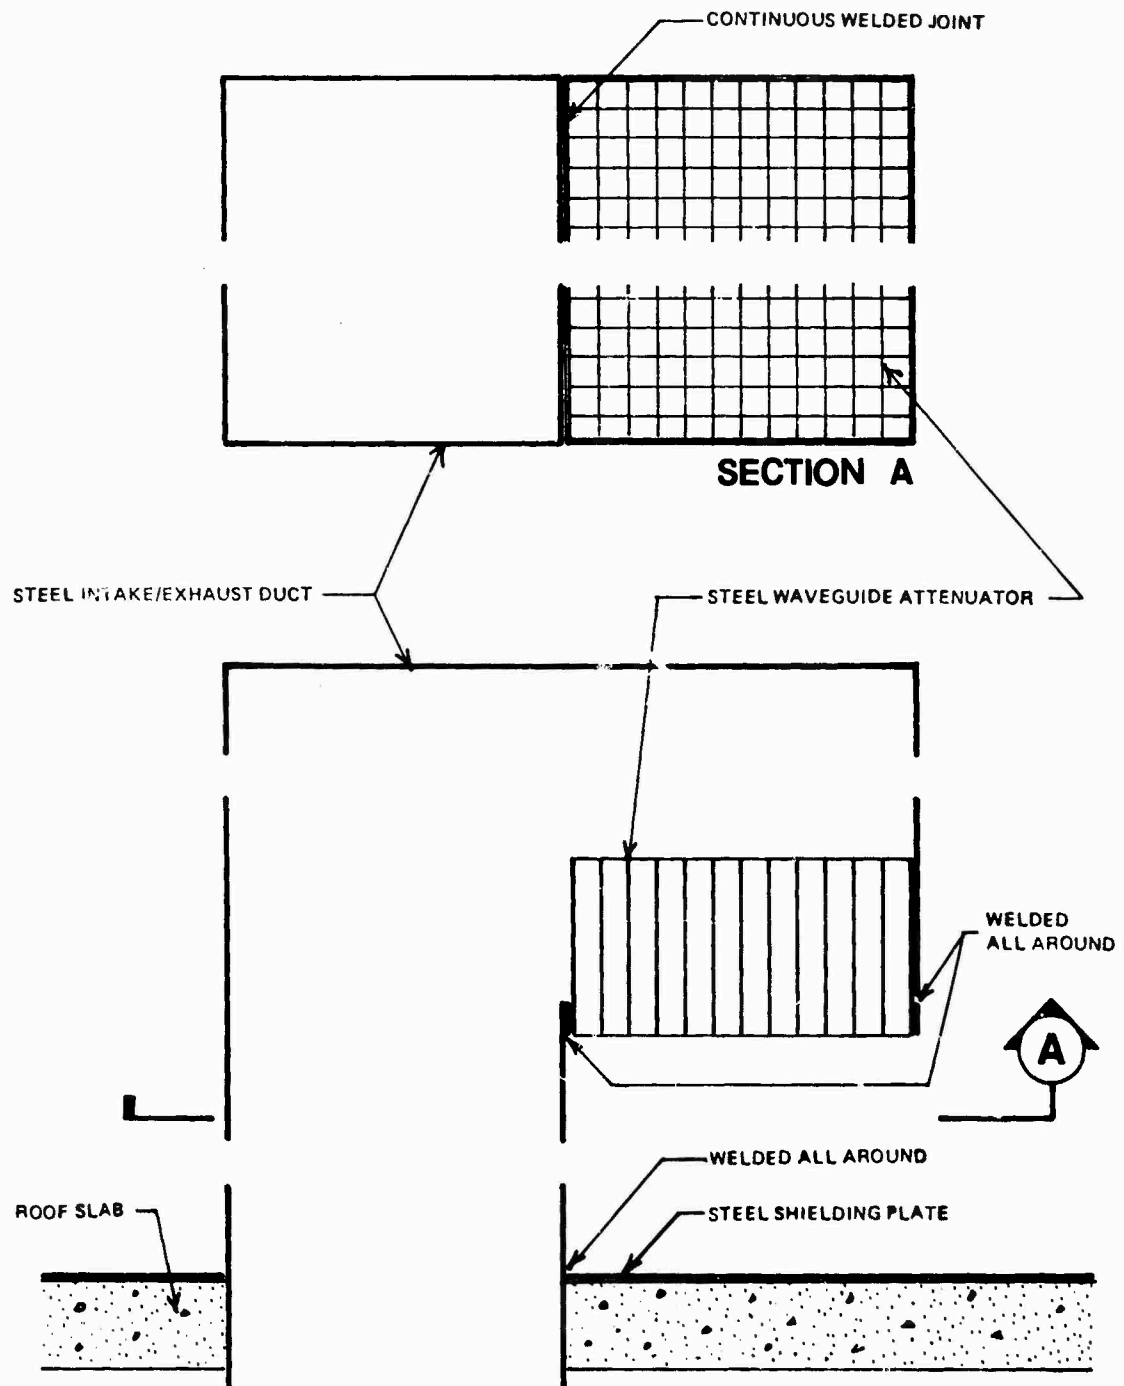 CONTINUOUS WELDED JOINT
SECTION A
STEEL INTAKE/EXHAUST DUCT
STEEL WAVEGUIDE ATTENUATOR
WELDED
ALL AROUND
A
WELDED ALL AROUND
ROOF SLAB
STEEL SHIELDING PLATE